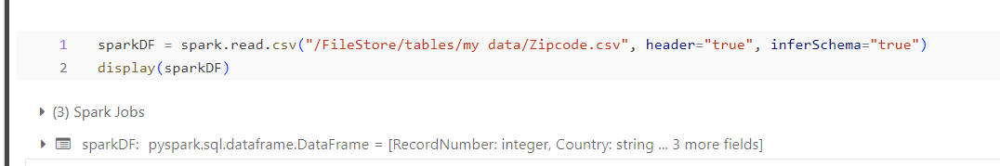 1 sparkDF = spark.read.csv("/FileStore/tables/my data/Zipcode.csv", header="true", inferSchema="true")
2 display(sparkDF)
(3) Spark Jobs
sparkDF: pyspark.sql.dataframe.DataFrame = [RecordNumber: integer, Country: string ... 3 more fields]